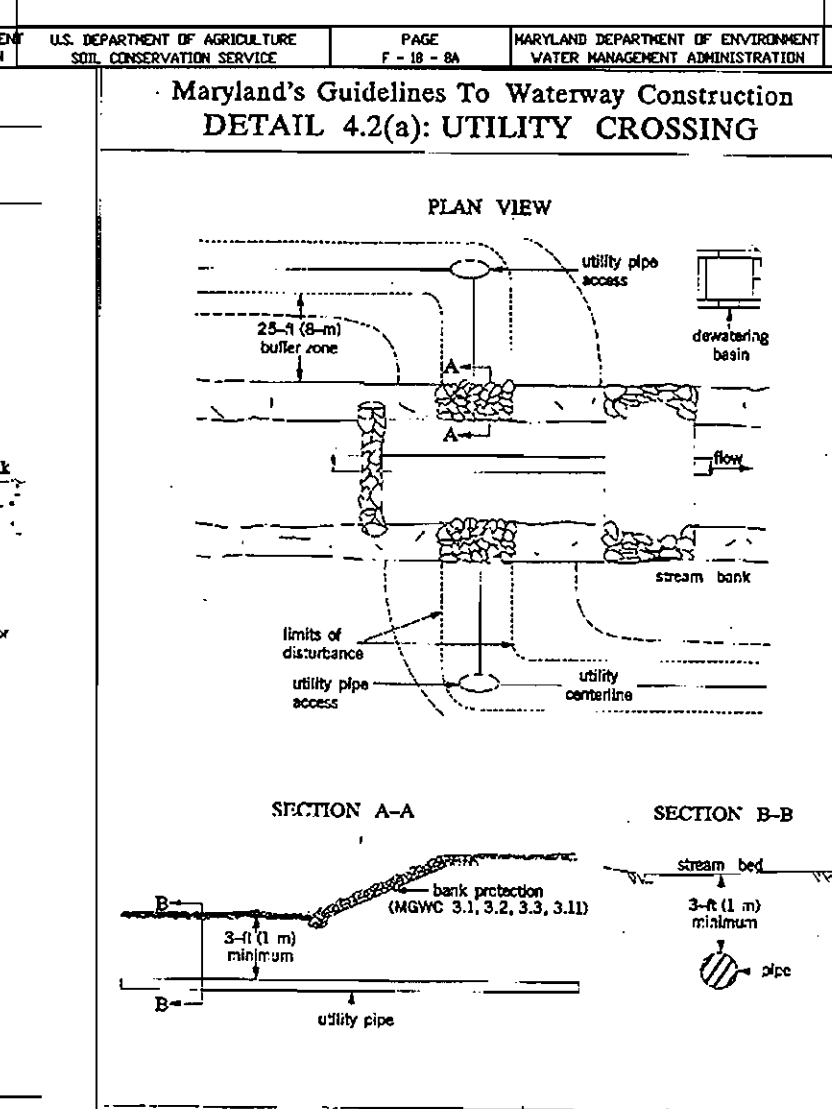 U.S. DEPARTMENT OF AGRICULTURE
SOIL CONSERVATION SERVICE
PAGE
F - 18 - 8A
MARYLAND DEPARTMENT OF ENVIRONMENT
WATER MANAGEMENT ADMINISTRATION
Maryland's Guidelines To Waterway Construction
DETAIL 4.2(a): UTILITY CROSSING
PLAN VIEW
utility pipe
access
25-ft (8-m)
buffer zone
dewatering
basin
A
A
flow
stream bank
limits of
disturbance
utility pipe
access
utility
centerline
SECTION A-A
SECTION B-B
stream bed
bank protection
(MGWC 3.1, 3.2, 3.3, 3.11)
B
3-ft (1 m)
minimum
3-ft (1 m)
minimum
pipe
B
utility pipe